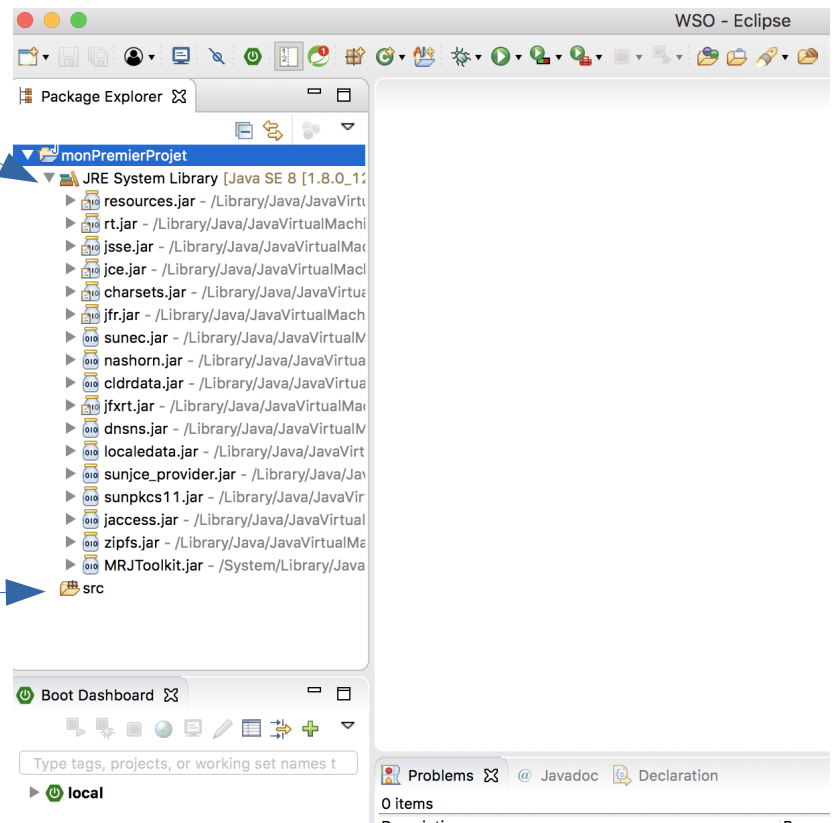 WSO - Eclipse
Package Explorer
monPremierProjet
JRE System Library [Java SE 8 [1.8.0_12
resources.jar - /Library/Java/JavaVirtu
rt.jar - /Library/Java/JavaVirtualMachi
jsse.jar - /Library/Java/JavaVirtualMac
jce.jar - /Library/Java/JavaVirtualMacl
charsets.jar - /Library/Java/JavaVirtua
jfr.jar - /Library/Java/JavaVirtualMach
sunec.jar - /Library/Java/JavaVirtualM
nashorn.jar - /Library/Java/JavaVirtua
cldrdata.jar - /Library/Java/JavaVirtua
jfxrt.jar - /Library/Java/JavaVirtualMac
dnsns.jar - /Library/Java/JavaVirtualM
localedata.jar - /Library/Java/JavaVirt
sunjce_provider.jar - /Library/Java/Jav
sunpkcs11.jar - /Library/Java/JavaVir
jaccess.jar - /Library/Java/JavaVirtual
zipfs.jar - /Library/Java/JavaVirtualMa
MRJToolkit.jar - /System/Library/Java
src
Boot Dashboard
Type tags, projects, or working set names t
local
Problems @ Javadoc Declaration
0 items